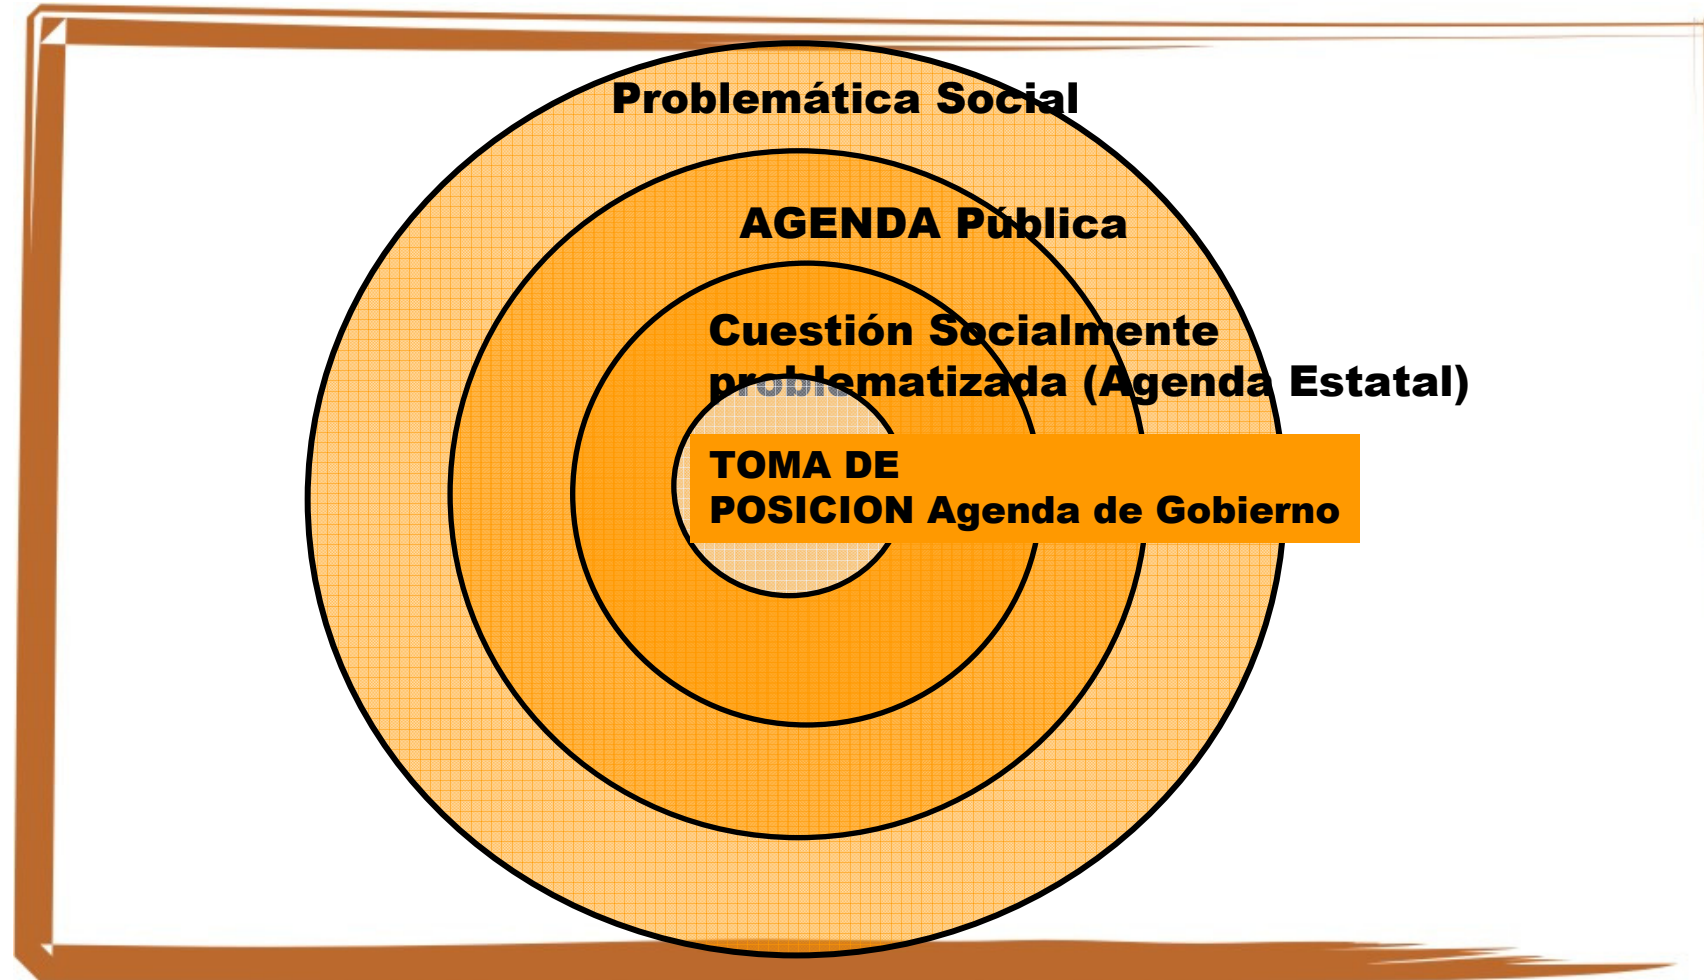 Problemática Social
AGENDA Pública
Cuestión Socialmente
problematizada (Agenda Estatal)
TOMA DE
POSICION Agenda de Gobierno